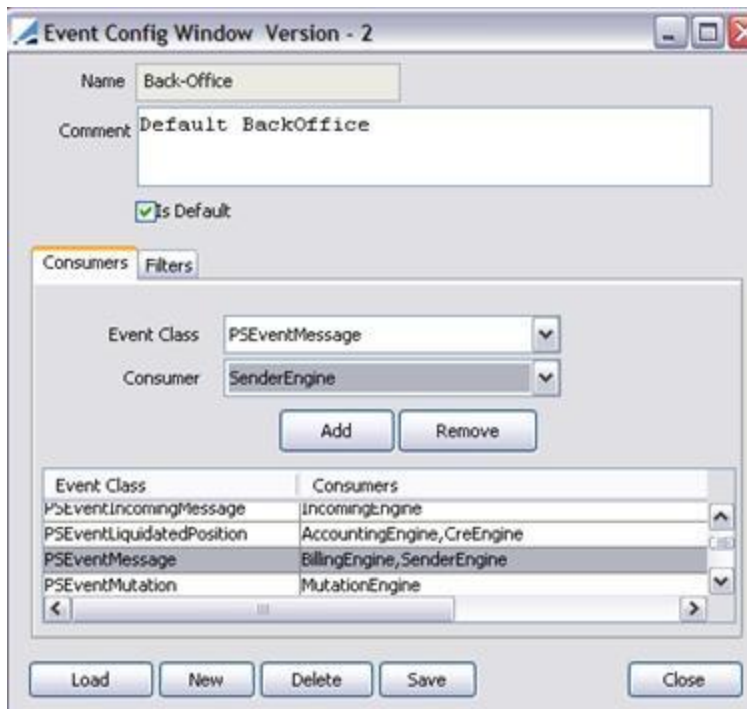 Event Config Window Version - 2
Name Back-Office
Comment Default BackOffice
Is Default
Consumers Filters
Event Class PSEventMessage
Consumer SenderEngine
Add Remove
Event Class Consumers
PSEventIncomingMessage IncomingEngine
PSEventLiquidatedPosition AccountingEngine,CreEngine
PSEventMessage BillingEngine,SenderEngine
PSEventMutation MutationEngine
Load New Delete Save Close